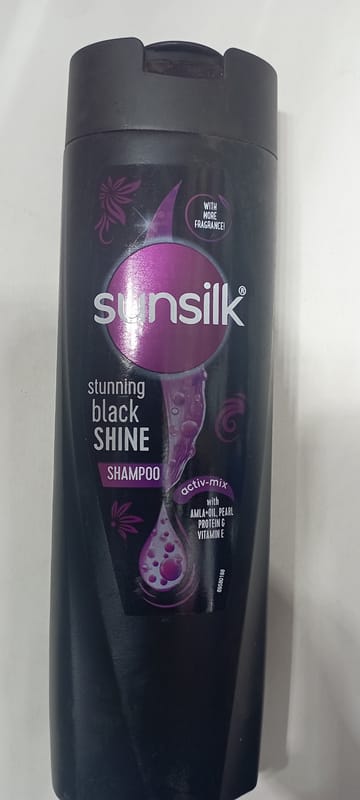 WITH
MORE
FRAGRANCE!
sunsilk®
stunning
black
SHINE
SHAMPOO
activ-mix
with
AMLA+OIL, PEARL
PROTEIN &
VITAMIN E